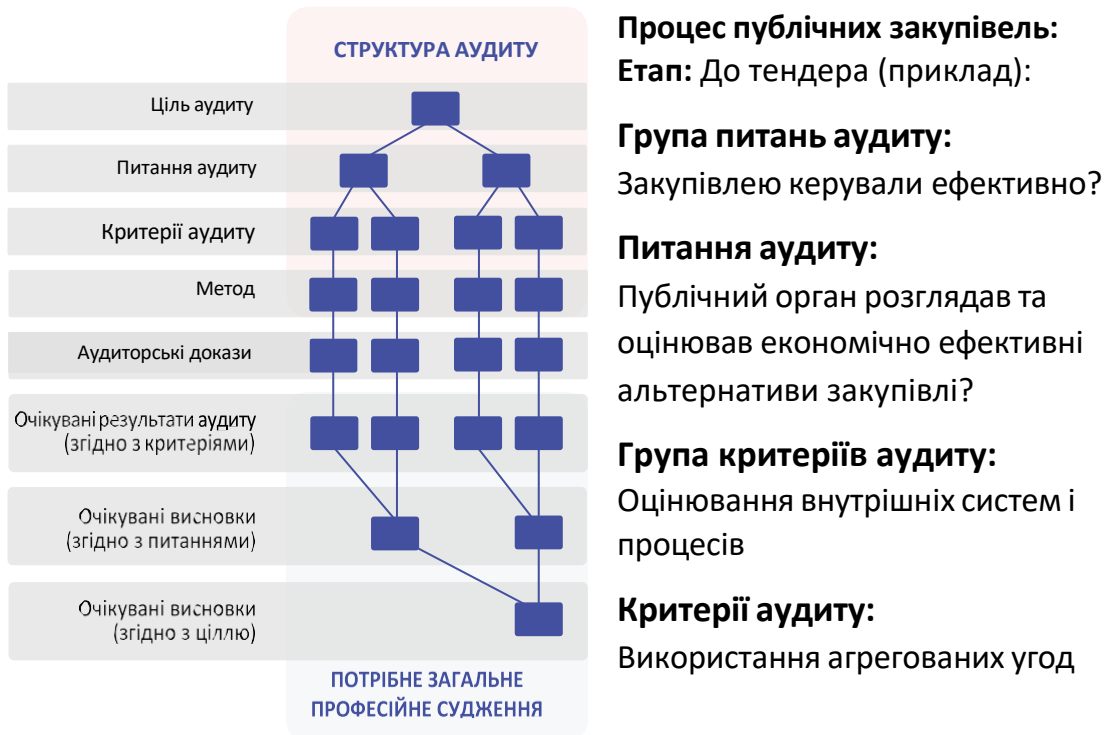 СТРУКТУРА АУДИТУ
Ціль аудиту
Питання аудиту
Критерії аудиту
Метод
Аудиторські докази
Очікувані результати аудиту
(згідно з критеріями)
Очікувані висновки
(згідно з питаннями)
Очікувані висновки
(згідно з ціллю)
ПОТРІБНЕ ЗАГАЛЬНЕ
ПРОФЕСІЙНЕ СУДЖЕННЯ
Процес публічних закупівель:
Етап: До тендера (приклад):
Група питань аудиту:
Закупівлею керували ефективно?
Питання аудиту:
Публічний орган розглядав та
оцінював економічно ефективні
альтернативи закупівлі?
Група критеріїв аудиту:
Оцінювання внутрішніх систем і
процесів
Критерії аудиту:
Використання агрегованих угод